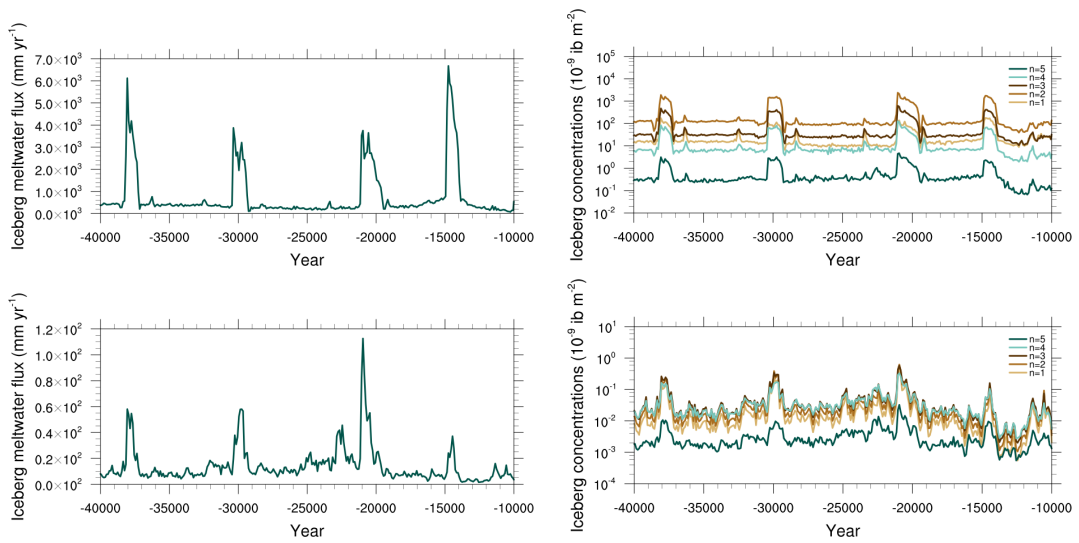 Iceberg meltwater flux (mm yr⁻¹)
7.0×10³
6.0×10³
5.0×10³
4.0×10³
3.0×10³
2.0×10³
1.0×10³
0.0×10³
-40000 -35000 -30000 -25000 -20000 -15000 -10000
Year
Iceberg concentrations (10⁻⁹ ib m⁻²)
10⁵
10⁴
10³
10²
10¹
10⁰
10⁻¹
10⁻²
n=5
n=4
n=3
n=2
n=1
-40000 -35000 -30000 -25000 -20000 -15000 -10000
Year
Iceberg meltwater flux (mm yr⁻¹)
1.2×10²
1.0×10²
0.8×10²
0.6×10²
0.4×10²
0.2×10²
0.0×10²
-40000 -35000 -30000 -25000 -20000 -15000 -10000
Year
Iceberg concentrations (10⁻⁹ ib m⁻²)
10¹
10⁰
10⁻¹
10⁻²
10⁻³
10⁻⁴
n=5
n=4
n=3
n=2
n=1
-40000 -35000 -30000 -25000 -20000 -15000 -10000
Year